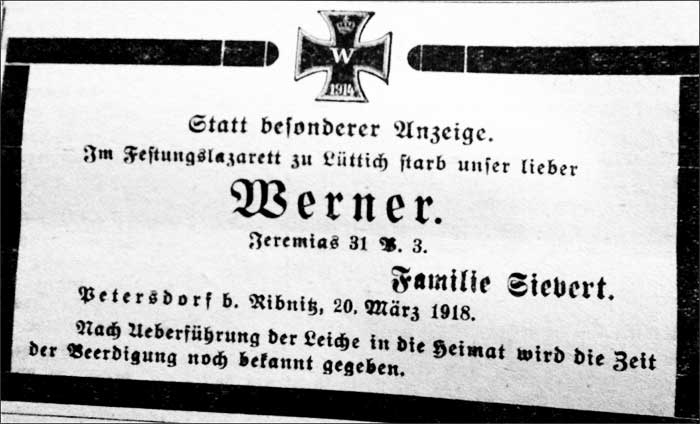 W
1914
Statt besonderer Anzeige.
Im Festungslazarett zu Lüttich starb unser lieber
Werner.
Jeremias 31 V. 3.
Familie Sievert.
Petersdorf b. Ribnitz, 20. März 1918.
Nach Ueberführung der Leiche in die Heimat wird die Zeit
der Beerdigung noch bekannt gegeben.